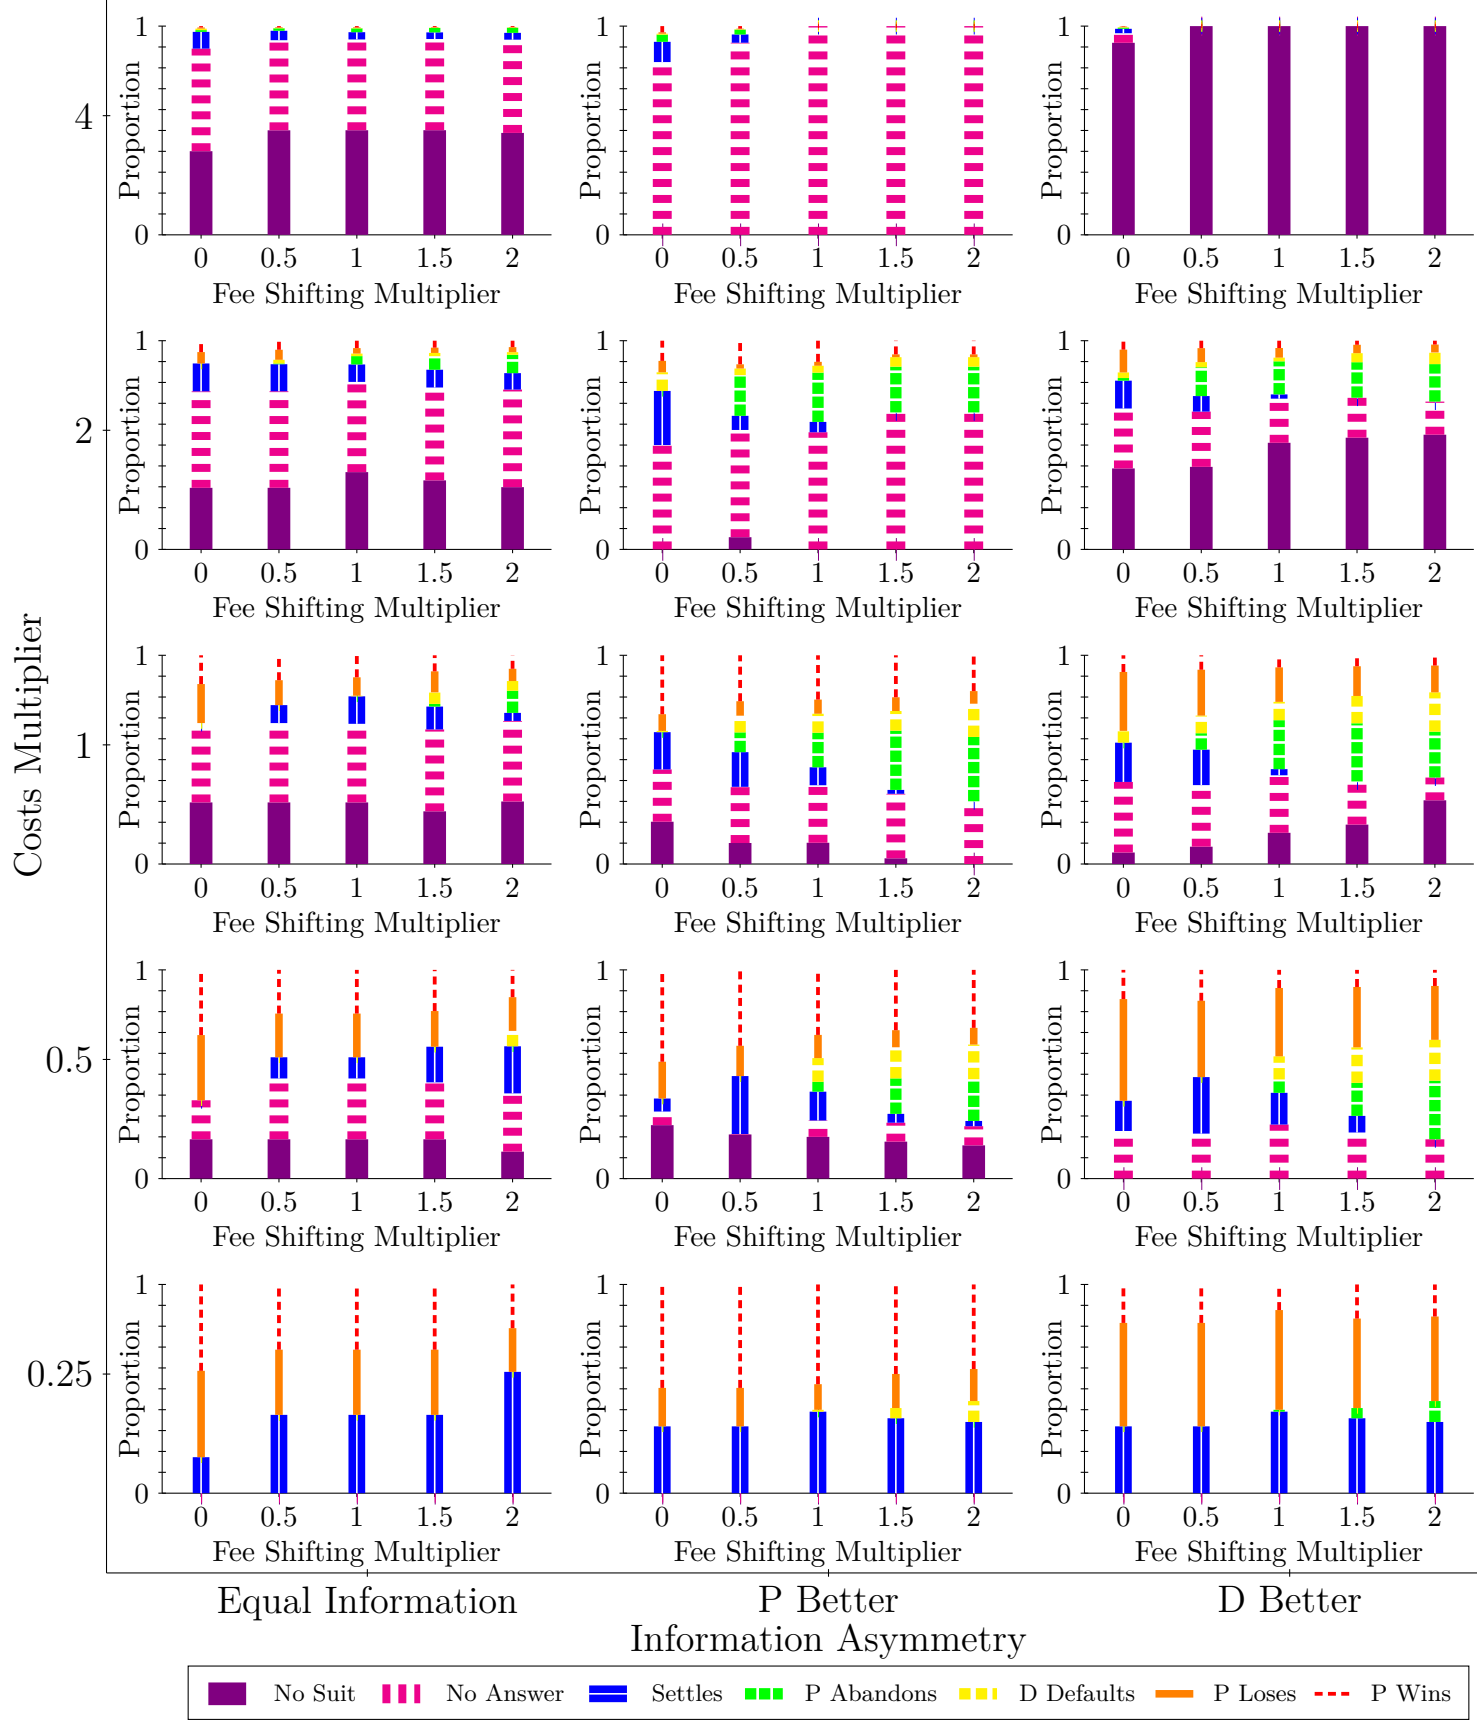 Costs Multiplier
4
1
Proportion
0
0 0.5 1 1.5 2
Fee Shifting Multiplier
1
Proportion
0
0 0.5 1 1.5 2
Fee Shifting Multiplier
1
Proportion
0
0 0.5 1 1.5 2
Fee Shifting Multiplier
2
1
Proportion
0
0 0.5 1 1.5 2
Fee Shifting Multiplier
1
Proportion
0
0 0.5 1 1.5 2
Fee Shifting Multiplier
1
Proportion
0
0 0.5 1 1.5 2
Fee Shifting Multiplier
1
1
Proportion
0
0 0.5 1 1.5 2
Fee Shifting Multiplier
1
Proportion
0
0 0.5 1 1.5 2
Fee Shifting Multiplier
1
Proportion
0
0 0.5 1 1.5 2
Fee Shifting Multiplier
0.5
1
Proportion
0
0 0.5 1 1.5 2
Fee Shifting Multiplier
1
Proportion
0
0 0.5 1 1.5 2
Fee Shifting Multiplier
1
Proportion
0
0 0.5 1 1.5 2
Fee Shifting Multiplier
0.25
1
Proportion
0
0 0.5 1 1.5 2
Fee Shifting Multiplier
1
Proportion
0
0 0.5 1 1.5 2
Fee Shifting Multiplier
1
Proportion
0
0 0.5 1 1.5 2
Fee Shifting Multiplier
Equal Information P Better D Better
Information Asymmetry
No Suit No Answer Settles P Abandons D Defaults P Loses P Wins